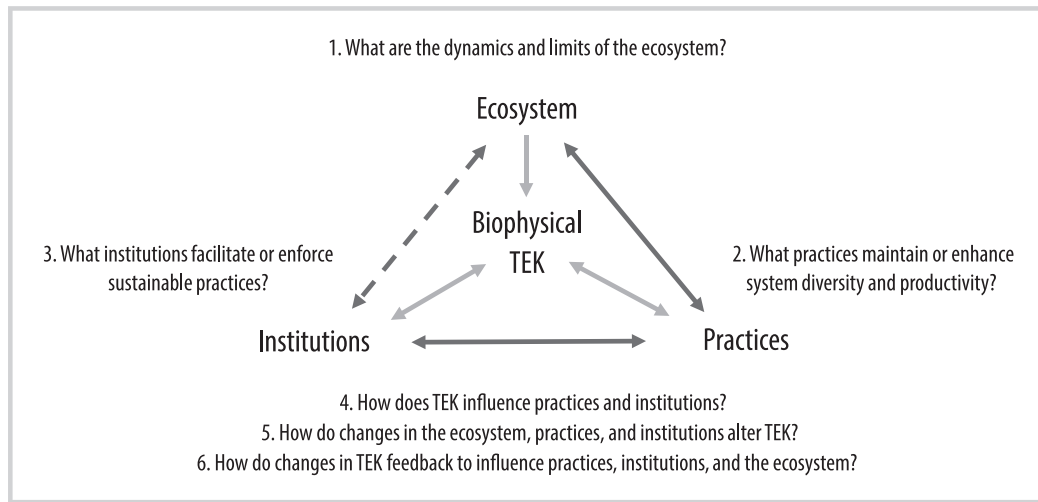 1. What are the dynamics and limits of the ecosystem?
Ecosystem
Biophysical
TEK
3. What institutions facilitate or enforce
sustainable practices?
2. What practices maintain or enhance
system diversity and productivity?
Institutions
Practices
4. How does TEK influence practices and institutions?
5. How do changes in the ecosystem, practices, and institutions alter TEK?
6. How do changes in TEK feedback to influence practices, institutions, and the ecosystem?